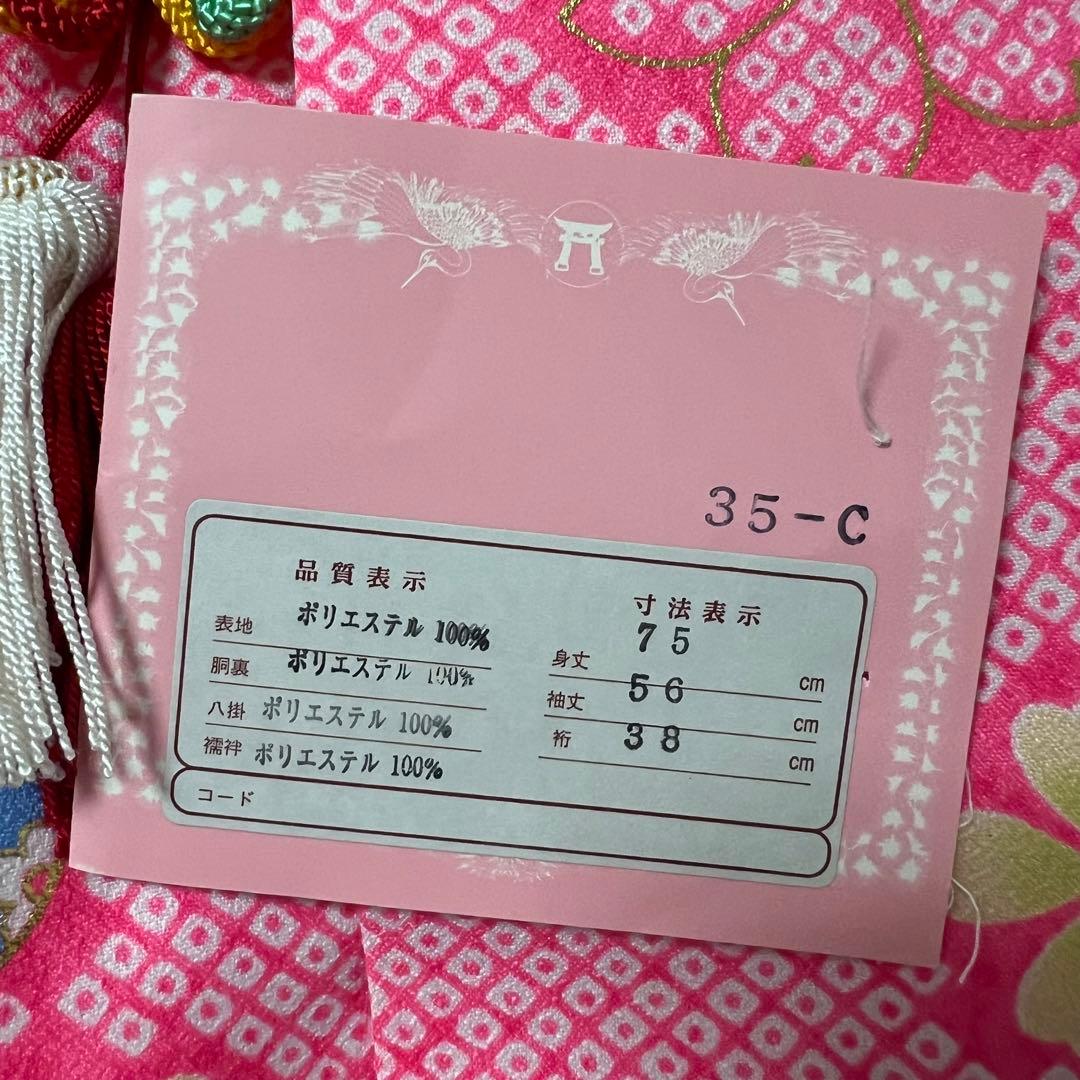 35-C
品質表示
表地 ポリエステル 100%
胴裏 ポリエステル 100%
八掛 ポリエステル 100%
襦袢 ポリエステル 100%
寸法表示
身丈 75 cm
袖丈 56 cm
裄 38 cm
コード